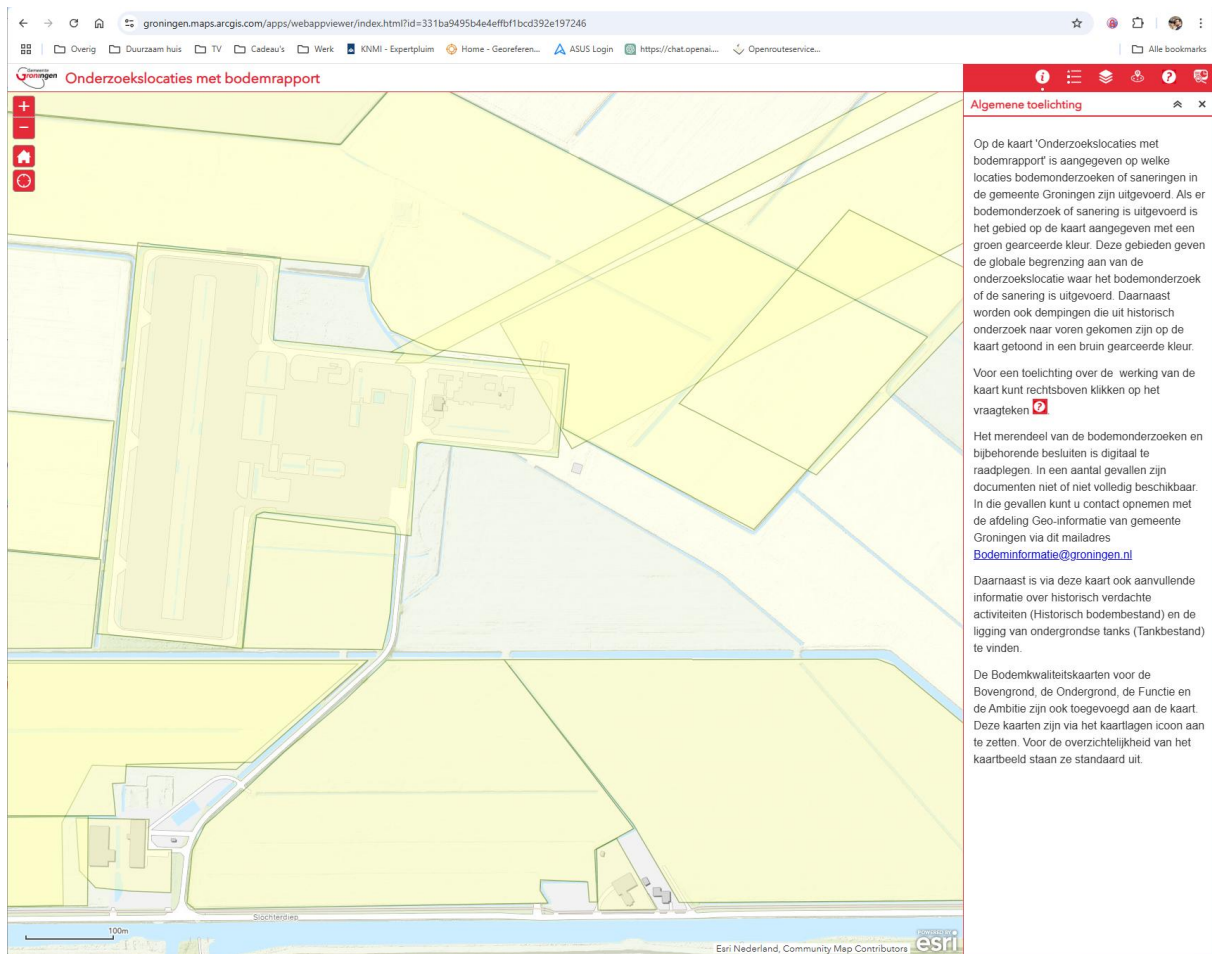 groningen.maps.arcgis.com/apps/webappviewer/index.html?id=331ba9495b4e4effbf1bcd392e197246
Overig
Duurzaam huis
TV
Cadeau's
Werk
KNMI - Expertpluim
Home - Georeferen...
ASUS Login
https://chat.openai....
Openrouteservice...
Alle bookmarks
Gemeente
Groningen
Onderzoekslocaties met bodemrapport
+
−
Algemene toelichting
Op de kaart 'Onderzoekslocaties met
bodemrapport' is aangegeven op welke
locaties bodemonderzoeken of saneringen in
de gemeente Groningen zijn uitgevoerd. Als er
bodemonderzoek of sanering is uitgevoerd is
het gebied op de kaart aangegeven met een
groen gearceerde kleur. Deze gebieden geven
de globale begrenzing aan van de
onderzoekslocatie waar het bodemonderzoek
of de sanering is uitgevoerd. Daarnaast
worden ook dempingen die uit historisch
onderzoek naar voren gekomen zijn op de
kaart getoond in een bruin gearceerde kleur.
Voor een toelichting over de werking van de
kaart kunt rechtsboven klikken op het
vraagteken ?
Het merendeel van de bodemonderzoeken en
bijbehorende besluiten is digitaal te
raadplegen. In een aantal gevallen zijn
documenten niet of niet volledig beschikbaar.
In die gevallen kunt u contact opnemen met
de afdeling Geo-informatie van gemeente
Groningen via dit mailadres
Bodeminformatie@groningen.nl
Daarnaast is via deze kaart ook aanvullende
informatie over historisch verdachte
activiteiten (Historisch bodembestand) en de
ligging van ondergrondse tanks (Tankbestand)
te vinden.
De Bodemkwaliteitskaarten voor de
Bovengrond, de Ondergrond, de Functie en
de Ambitie zijn ook toegevoegd aan de kaart.
Deze kaarten zijn via het kaartlagen icoon aan
te zetten. Voor de overzichtelijkheid van het
kaartbeeld staan ze standaard uit.
Slochterdiep
100m
Esri Nederland, Community Map Contributors
POWERED BY
esri